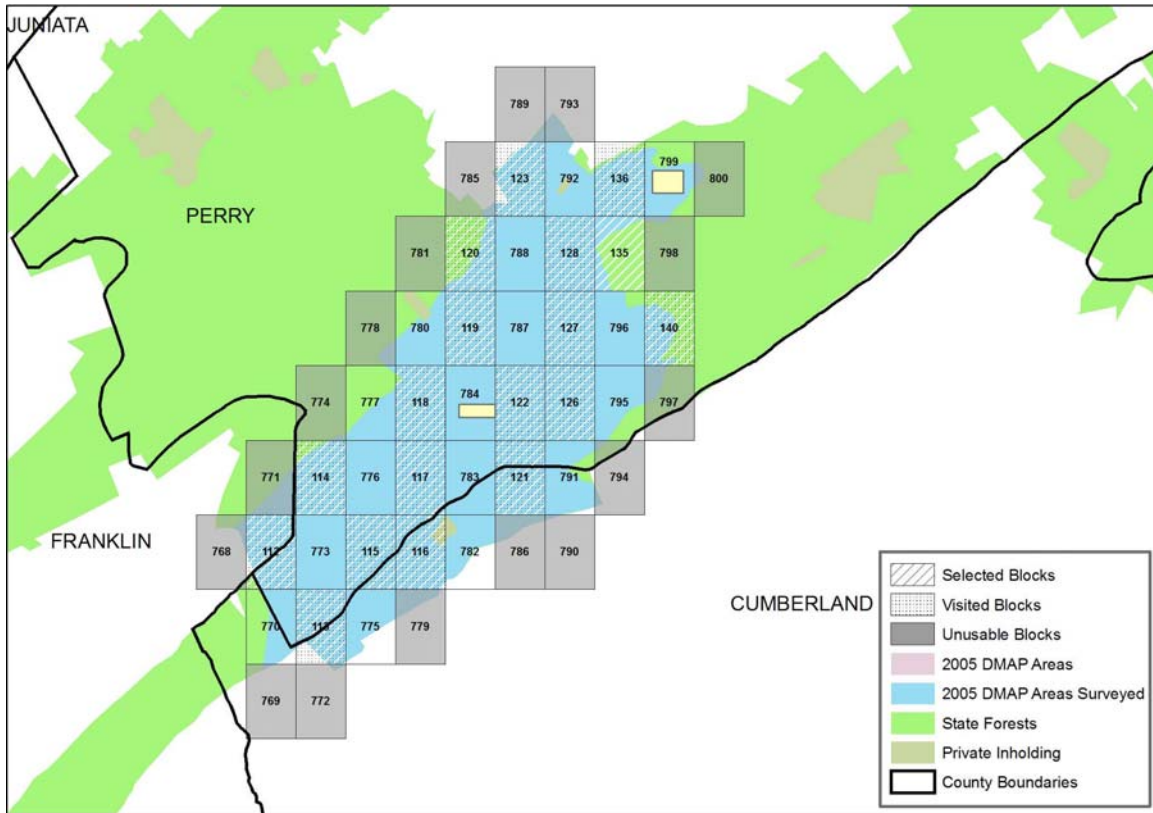 JUNIATA
789 793
799
785 123 792 136 800
PERRY
781 120 788 128 135 798
778 780 119 787 127 796 140
774 777 118 784 122 126 795 797
771 114 776 117 783 121 791 794
FRANKLIN
768 112 773 115 116 782 786 790
CUMBERLAND
770 113 775 779
769 772
Selected Blocks
Visited Blocks
Unusable Blocks
2005 DMAP Areas
2005 DMAP Areas Surveyed
State Forests
Private Inholding
County Boundaries